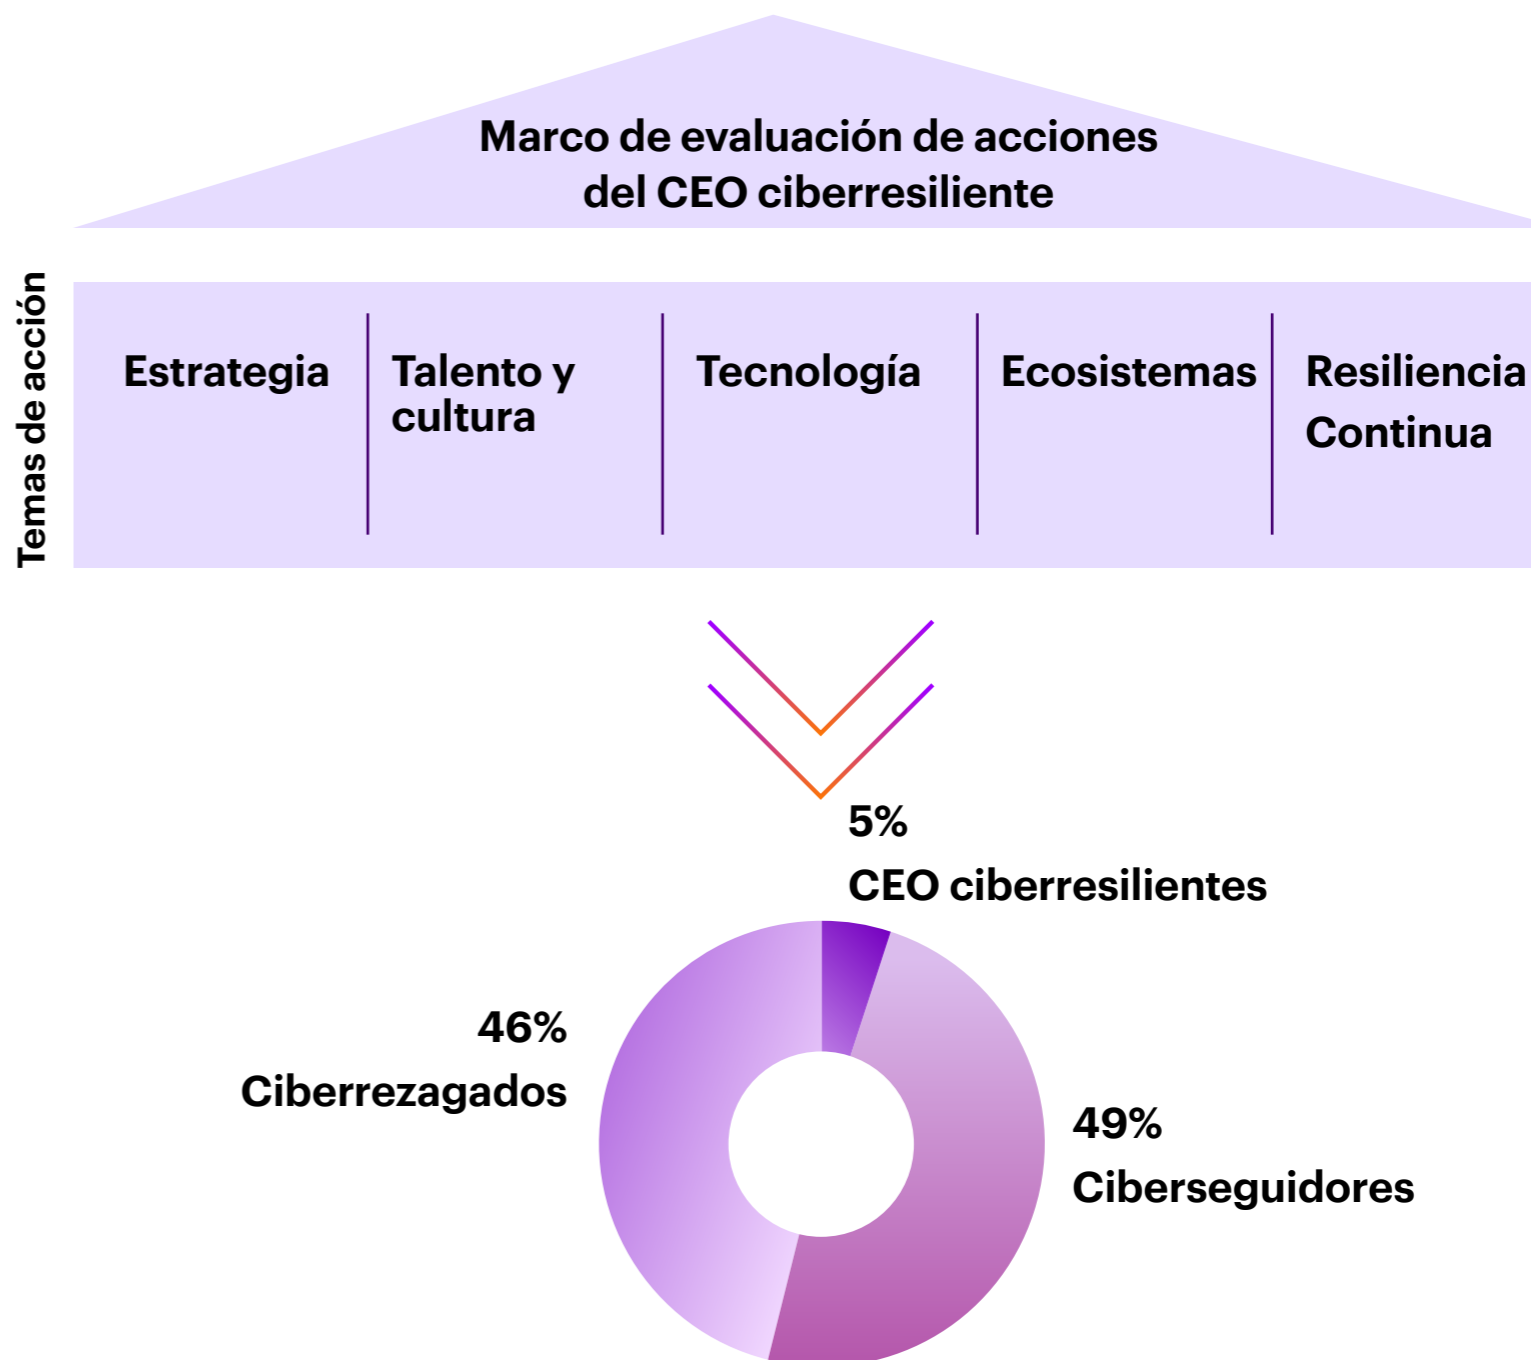 Marco de evaluación de acciones
del CEO ciberresiliente
Temas de acción
Estrategia
Talento y
cultura
Tecnología
Ecosistemas
Resiliencia
Continua
5%
CEO ciberresilientes
46%
Ciberrezagados
49%
Ciberseguidores